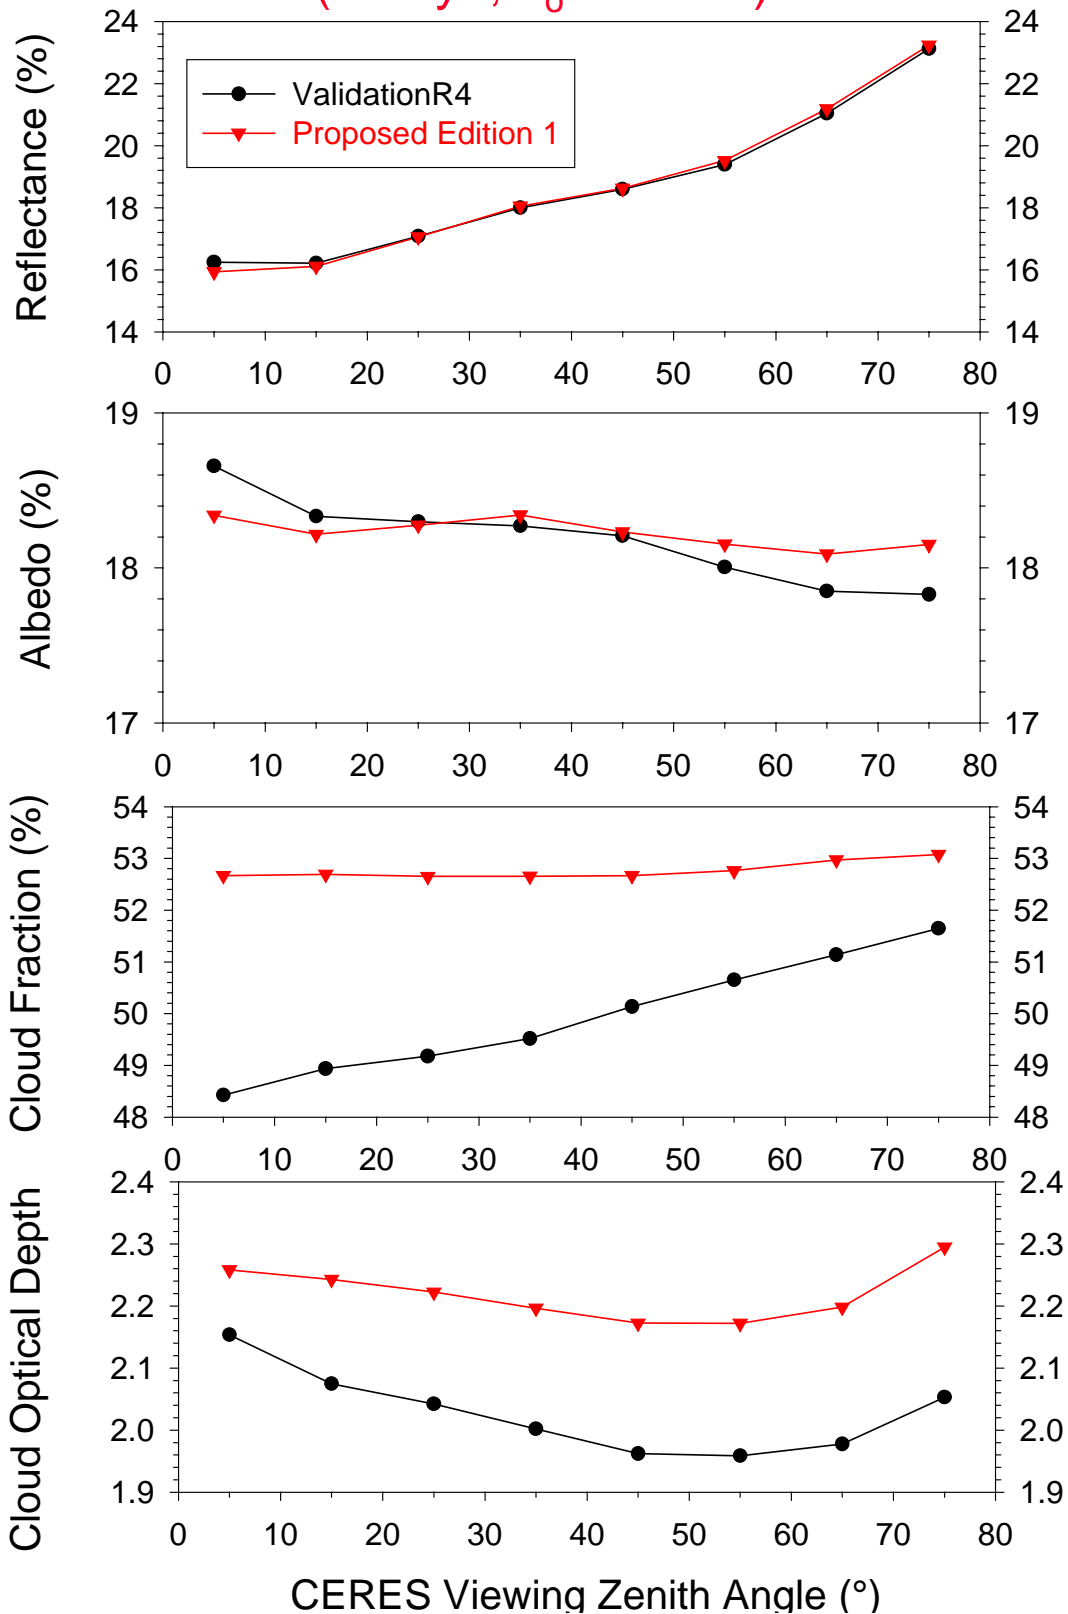 24 24
22 22
20 20
18 18
16 16
14 14
Reflectance (%)
ValidationR4
Proposed Edition 1
0 10 20 30 40 50 60 70 80
19 19
18 18
17 17
Albedo (%)
0 10 20 30 40 50 60 70 80
54 54
53 53
52 52
51 51
50 50
49 49
48 48
Cloud Fraction (%)
0 10 20 30 40 50 60 70 80
2.4 2.4
2.3 2.3
2.2 2.2
2.1 2.1
2.0 2.0
1.9 1.9
Cloud Optical Depth
0 10 20 30 40 50 60 70 80
CERES Viewing Zenith Angle (°)